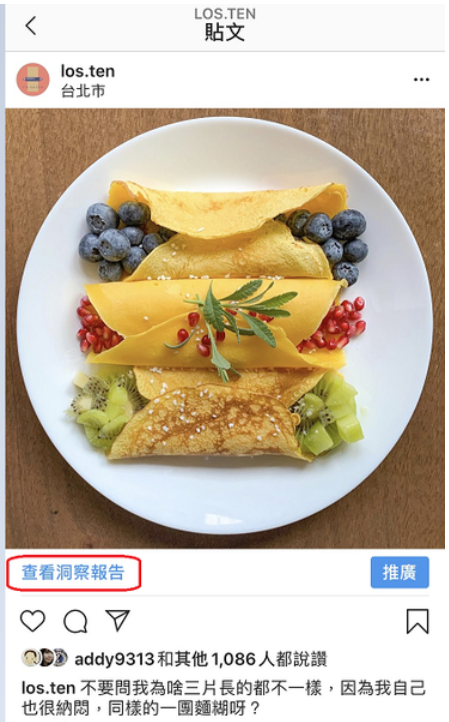 LOS.TEN
貼文
los.ten
台北市
查看洞察報告
推廣
addy9313 和其他 1,086 人都說讚
los.ten 不要問我為啥三片長的都不一樣，因為我自己
也很納悶，同樣的一團麵糊呀？